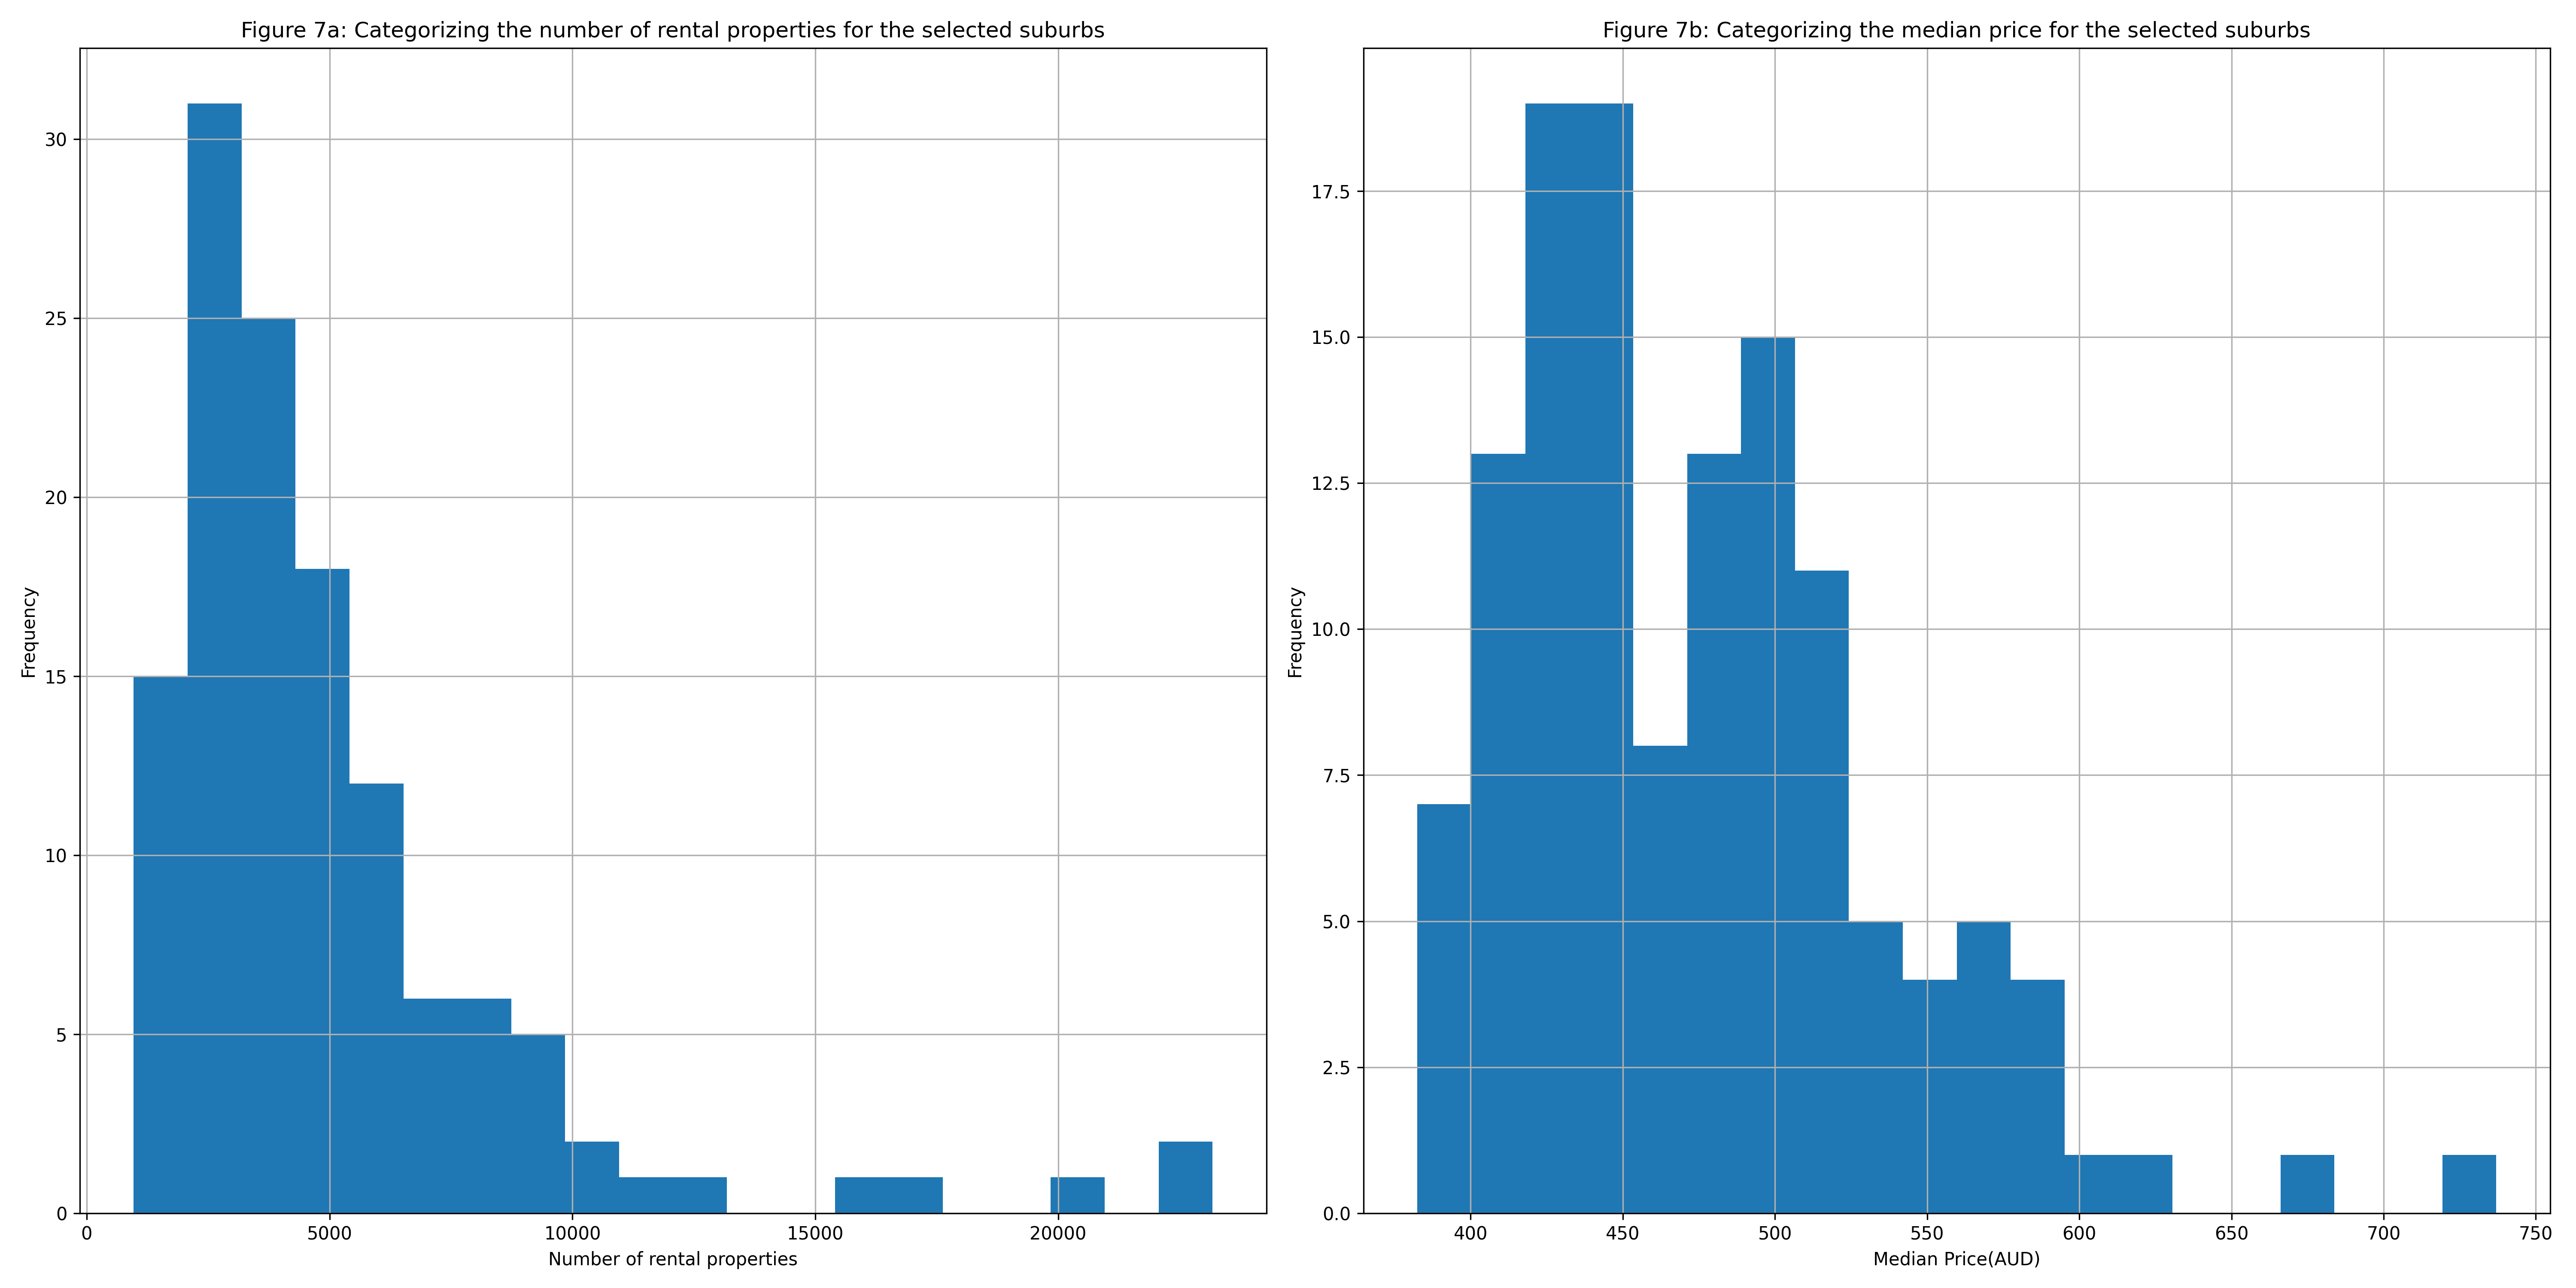 Figure 7a: Categorizing the number of rental properties for the selected suburbs
30
25
20
15
10
5
0
Frequency
0 5000 10000 15000 20000
Number of rental properties
Figure 7b: Categorizing the median price for the selected suburbs
17.5
15.0
12.5
10.0
7.5
5.0
2.5
0.0
Frequency
400 450 500 550 600 650 700 750
Median Price(AUD)